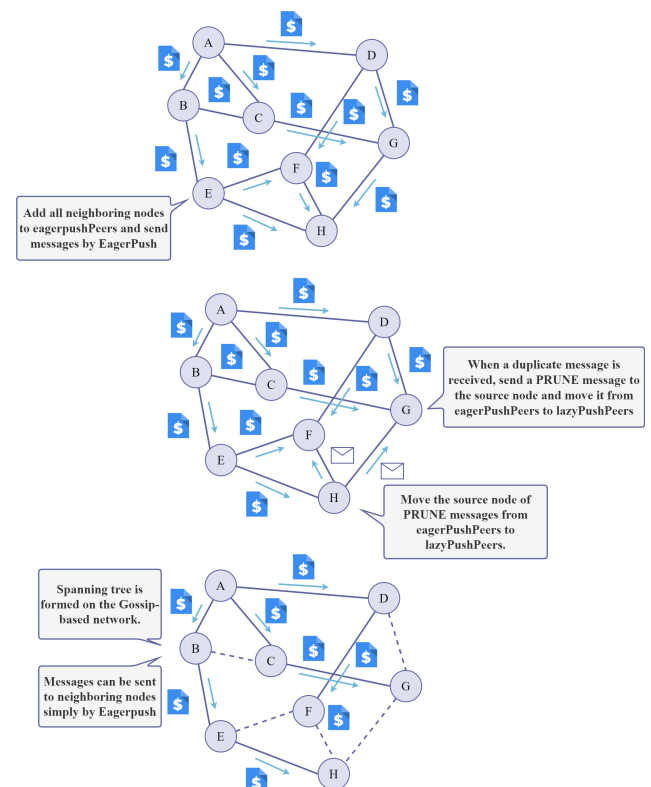 $
A
D
$
$
$
$
B
$
$
C
G
$
$
F
$
E
$
H
$
Add all neighboring nodes
to eagerpushPeers and send
messages by EagerPush
$
A
D
$
$
$
$
B
$
$
C
G
$
$
F
E
H
$
When a duplicate message is
received, send a PRUNE message to
the source node and move it from
eagerPushPeers to lazyPushPeers
Move the source node of
PRUNE messages from
eagerPushPeers to
lazyPushPeers.
$
A
D
$
$
Spanning tree is
formed on the Gossip-
based network.
B
$
$
C
G
Messages can be sent
to neighboring nodes
simply by Eagerpush
$
F
$
E
H
$